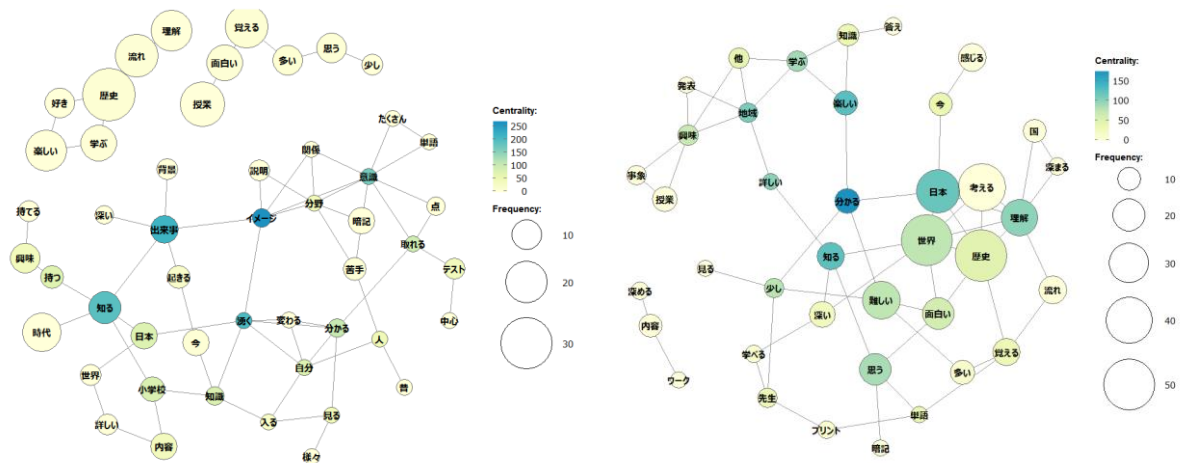 理解
流れ
歴史
好き
楽しい
学ぶ
覚える
面白い
多い
思う
少し
授業
たくさん
単語
関係
説明
意識
背景
分野
点
深い
イメージ
暗記
持てる
出来事
取れる
興味
持つ
起きる
苦手
テスト
知る
時代
日本
湧く
変わる
分かる
中心
今
自分
人
世界
小学校
知識
昔
詳しい
入る
見る
内容
様々
Centrality:
250
200
150
100
50
0
Frequency:
10
20
30
答え
知識
他
学ぶ
感じる
発表
楽しい
今
地域
興味
国
深まる
事象
詳しい
授業
分かる
日本
考える
理解
世界
歴史
知る
見る
少し
流れ
深める
難しい
深い
面白い
内容
学べる
覚える
思う
多い
ワーク
先生
単語
プリント
暗記
Centrality:
150
100
50
0
Frequency:
10
20
30
40
50